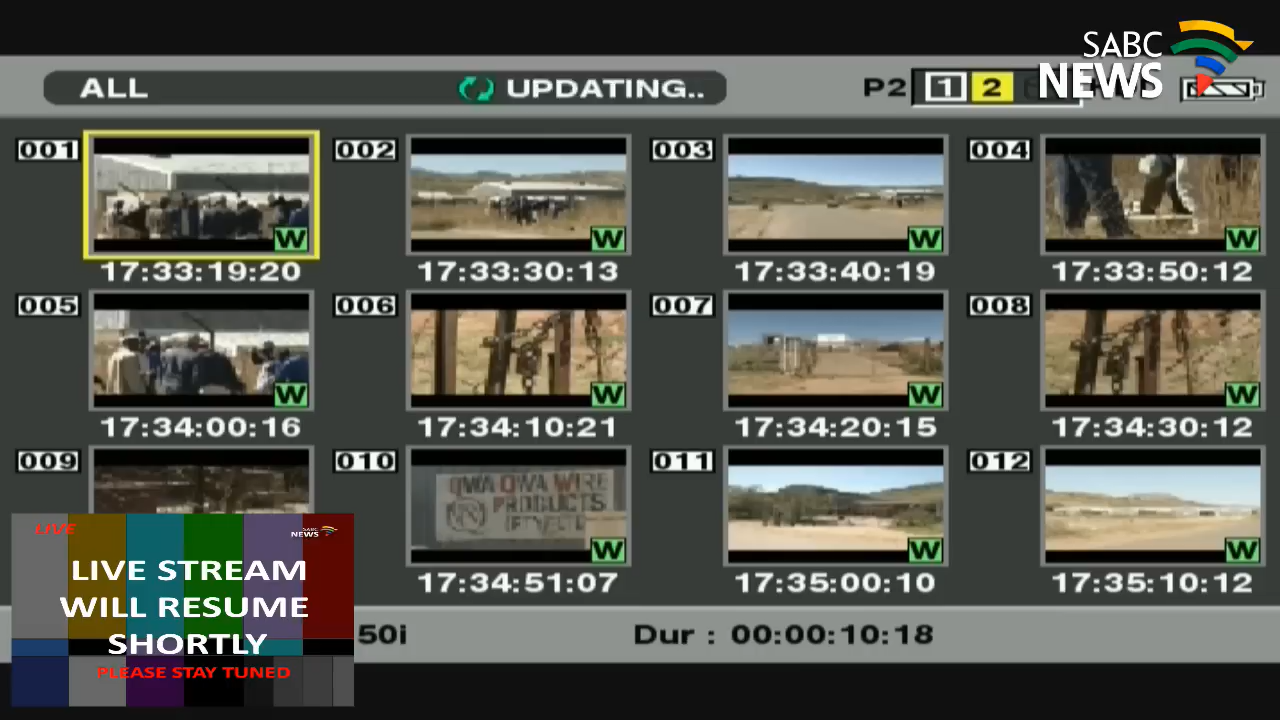 SABC
NEWS
ALL
UPDATING..
P2
1
2
001
002
003
004
W
W
W
W
17:33:19:20
17:33:30:13
17:33:40:19
17:33:50:12
005
006
007
008
W
W
W
W
17:34:00:16
17:34:10:21
17:34:20:15
17:34:30:12
009
010
011
012
QWA QWA WIRE
PRODUCTS
W
W
W
17:34:51:07
17:35:00:10
17:35:10:12
LIVE
SABC
NEWS
LIVE STREAM
WILL RESUME
SHORTLY
PLEASE STAY TUNED
50i
Dur : 00:00:10:18